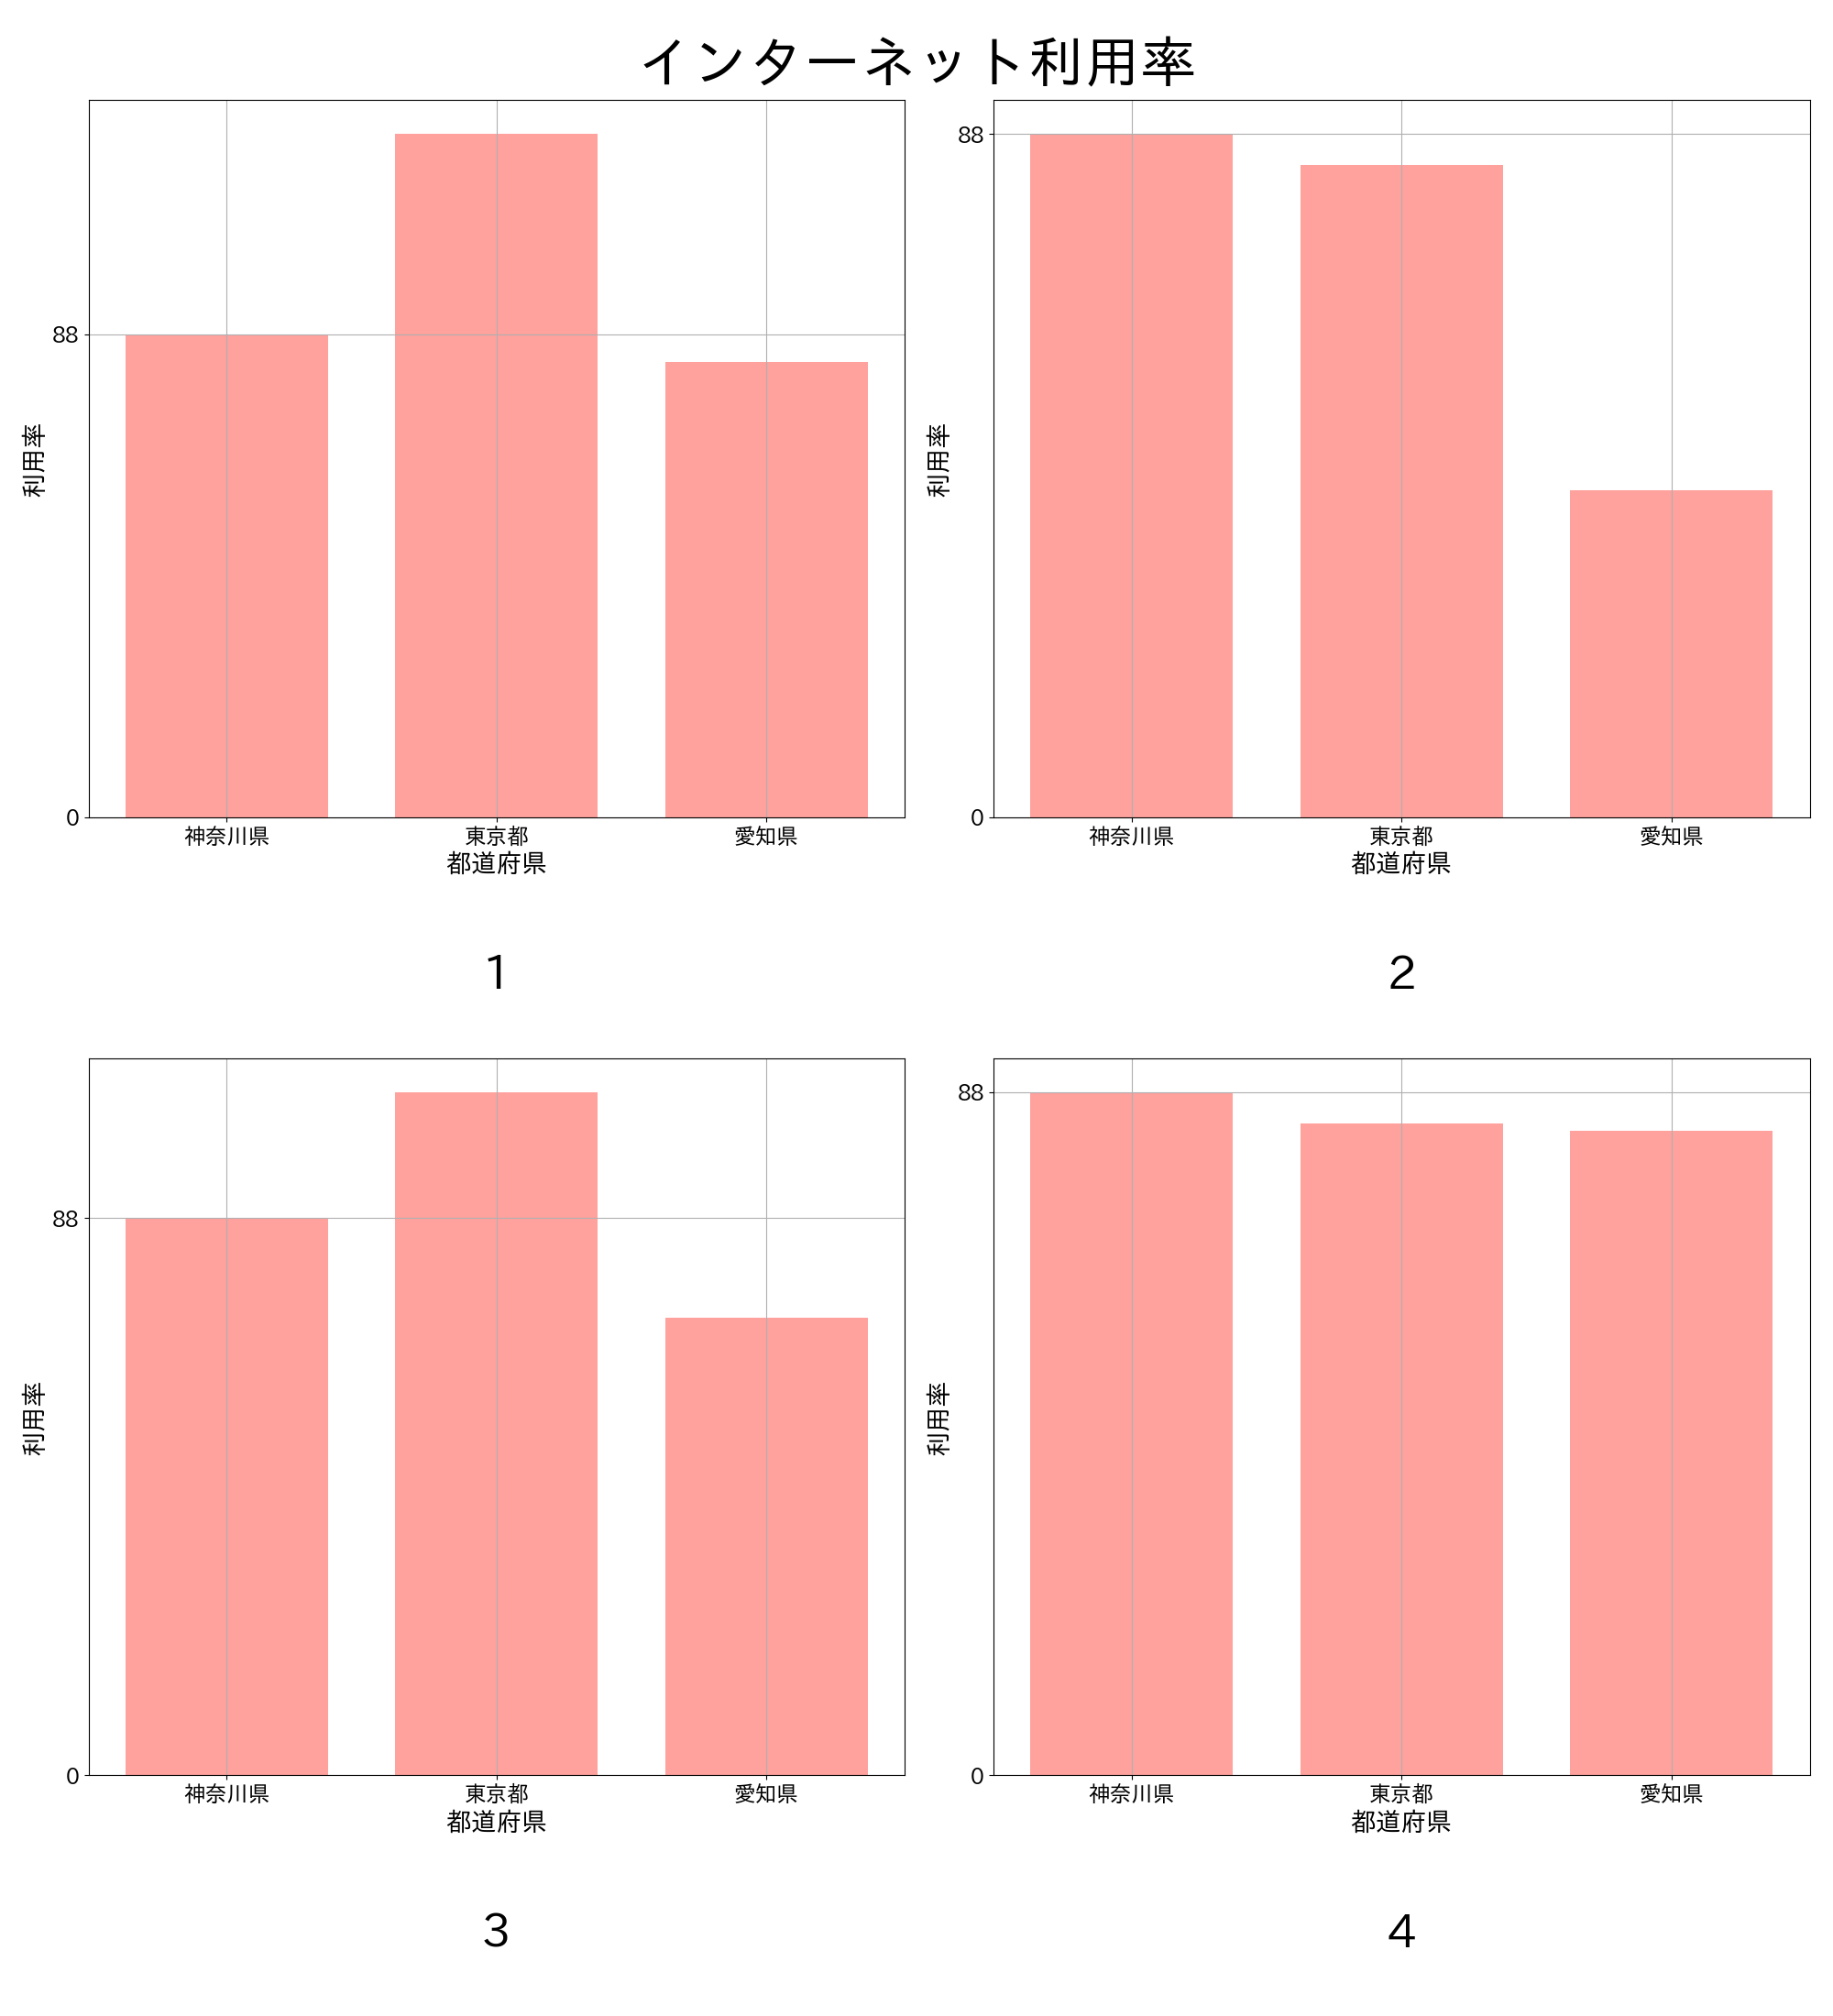 インターネット利用率
88
利用率
0
神奈川県 東京都 愛知県
都道府県
1
88
利用率
0
神奈川県 東京都 愛知県
都道府県
2
88
利用率
0
神奈川県 東京都 愛知県
都道府県
3
88
利用率
0
神奈川県 東京都 愛知県
都道府県
4